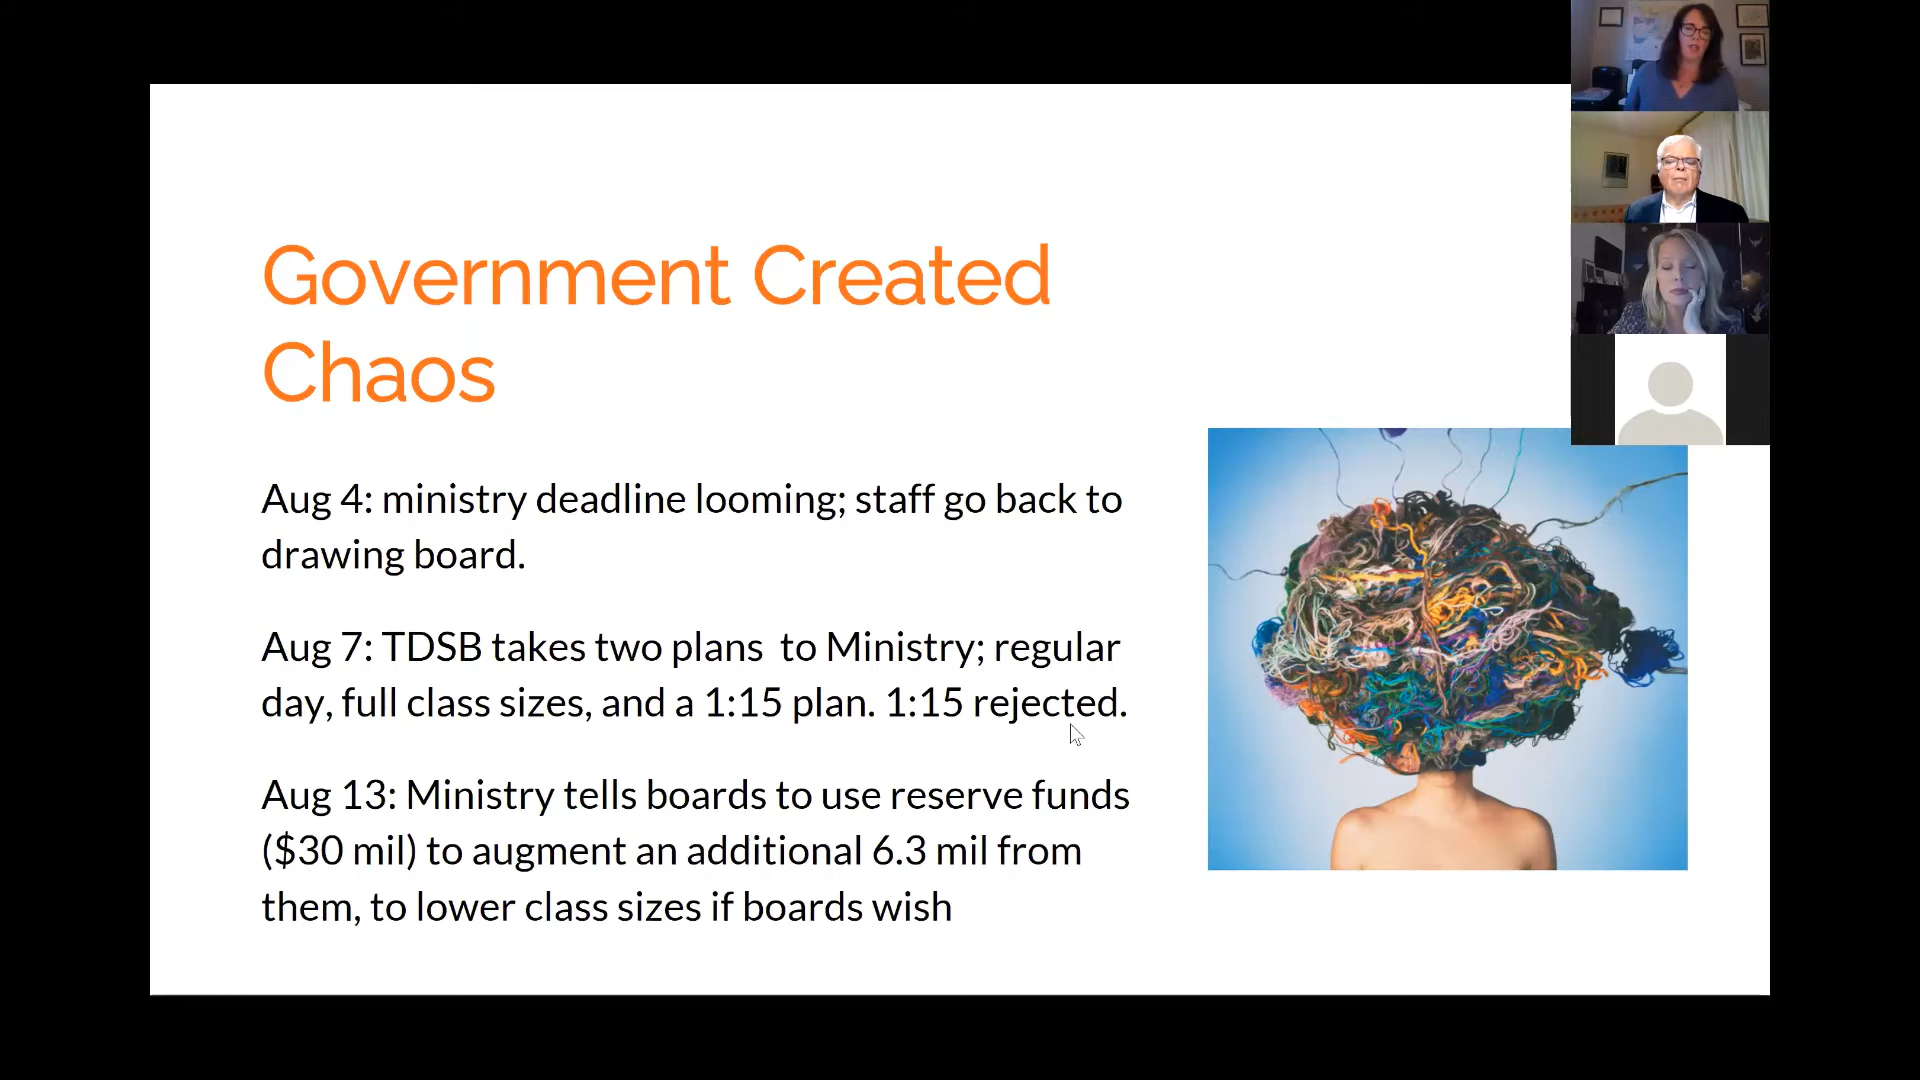 Government Created
Chaos
Aug 4: ministry deadline looming; staff go back to
drawing board.
Aug 7: TDSB takes two plans  to Ministry; regular
day, full class sizes, and a 1:15 plan. 1:15 rejected.
Aug 13: Ministry tells boards to use reserve funds
($30 mil) to augment an additional 6.3 mil from
them, to lower class sizes if boards wish